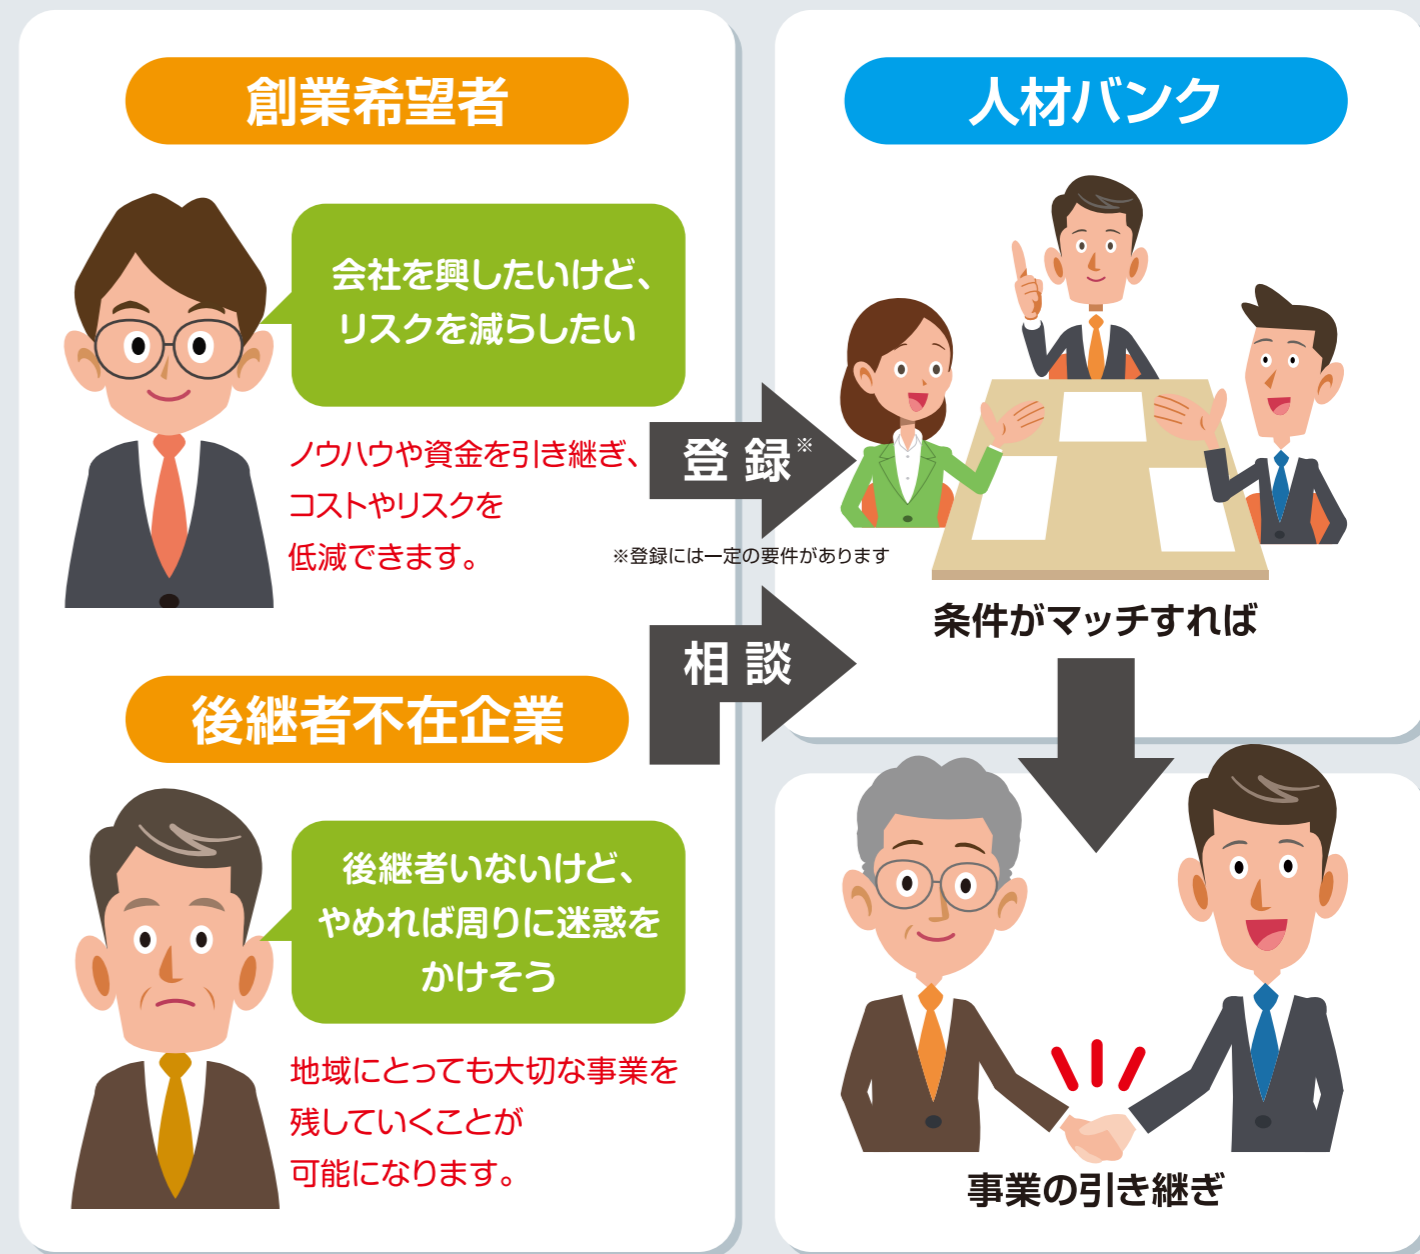 創業希望者
会社を興したいけど、
リスクを減らしたい
ノウハウや資金を引き継ぎ、
コストやリスクを
低減できます。
登録※
※登録には一定の要件があります
後継者不在企業
後継者いないけど、
やめれば周りに迷惑を
かけそう
地域にとっても大切な事業を
残していくことが
可能になります。
相談
人材バンク
条件がマッチすれば
事業の引き継ぎ